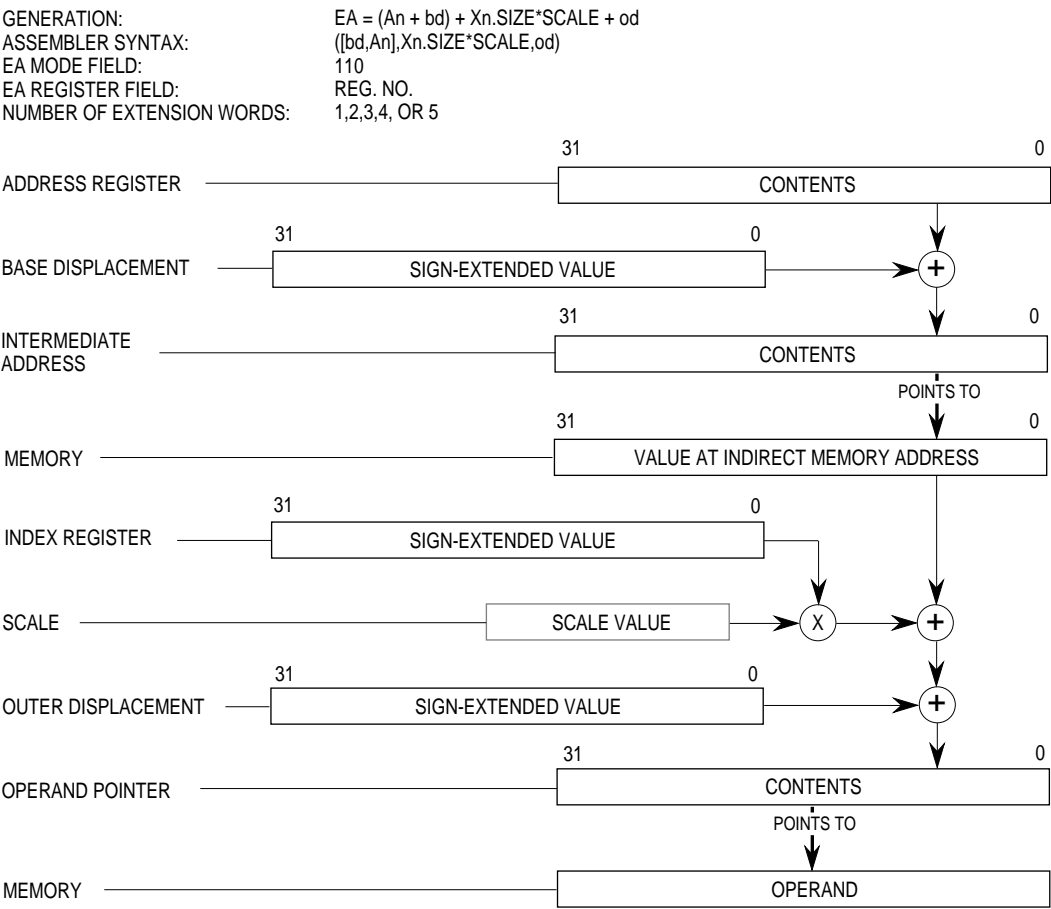 GENERATION: EA = (An + bd) + Xn.SIZE*SCALE + od
ASSEMBLER SYNTAX: ([bd,An],Xn.SIZE*SCALE,od)
EA MODE FIELD: 110
EA REGISTER FIELD: REG. NO.
NUMBER OF EXTENSION WORDS: 1,2,3,4, OR 5
31 0
ADDRESS REGISTER CONTENTS
31 0
BASE DISPLACEMENT SIGN-EXTENDED VALUE +
31 0
INTERMEDIATE
ADDRESS
CONTENTS
POINTS TO
31 0
MEMORY VALUE AT INDIRECT MEMORY ADDRESS
31 0
INDEX REGISTER SIGN-EXTENDED VALUE
SCALE SCALE VALUE X +
31 0
OUTER DISPLACEMENT SIGN-EXTENDED VALUE +
31 0
OPERAND POINTER CONTENTS
POINTS TO
MEMORY OPERAND